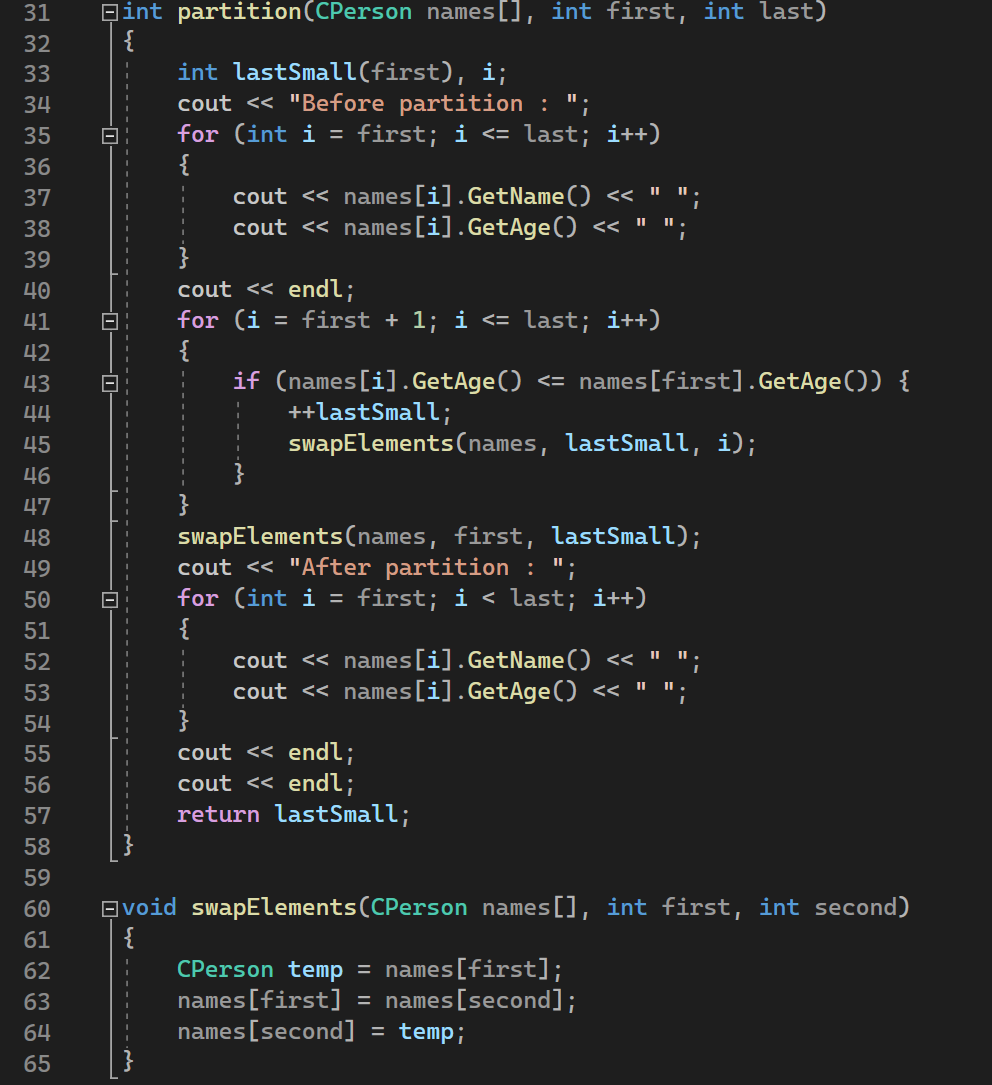 31 int partition(CPerson names[], int first, int last)
32 {
33     int lastSmall(first), i;
34     cout << "Before partition : ";
35     for (int i = first; i <= last; i++)
36     {
37         cout << names[i].GetName() << " ";
38         cout << names[i].GetAge() << " ";
39     }
40     cout << endl;
41     for (i = first + 1; i <= last; i++)
42     {
43         if (names[i].GetAge() <= names[first].GetAge()) {
44             ++lastSmall;
45             swapElements(names, lastSmall, i);
46         }
47     }
48     swapElements(names, first, lastSmall);
49     cout << "After partition : ";
50     for (int i = first; i < last; i++)
51     {
52         cout << names[i].GetName() << " ";
53         cout << names[i].GetAge() << " ";
54     }
55     cout << endl;
56     cout << endl;
57     return lastSmall;
58 }
59
60 void swapElements(CPerson names[], int first, int second)
61 {
62     CPerson temp = names[first];
63     names[first] = names[second];
64     names[second] = temp;
65 }